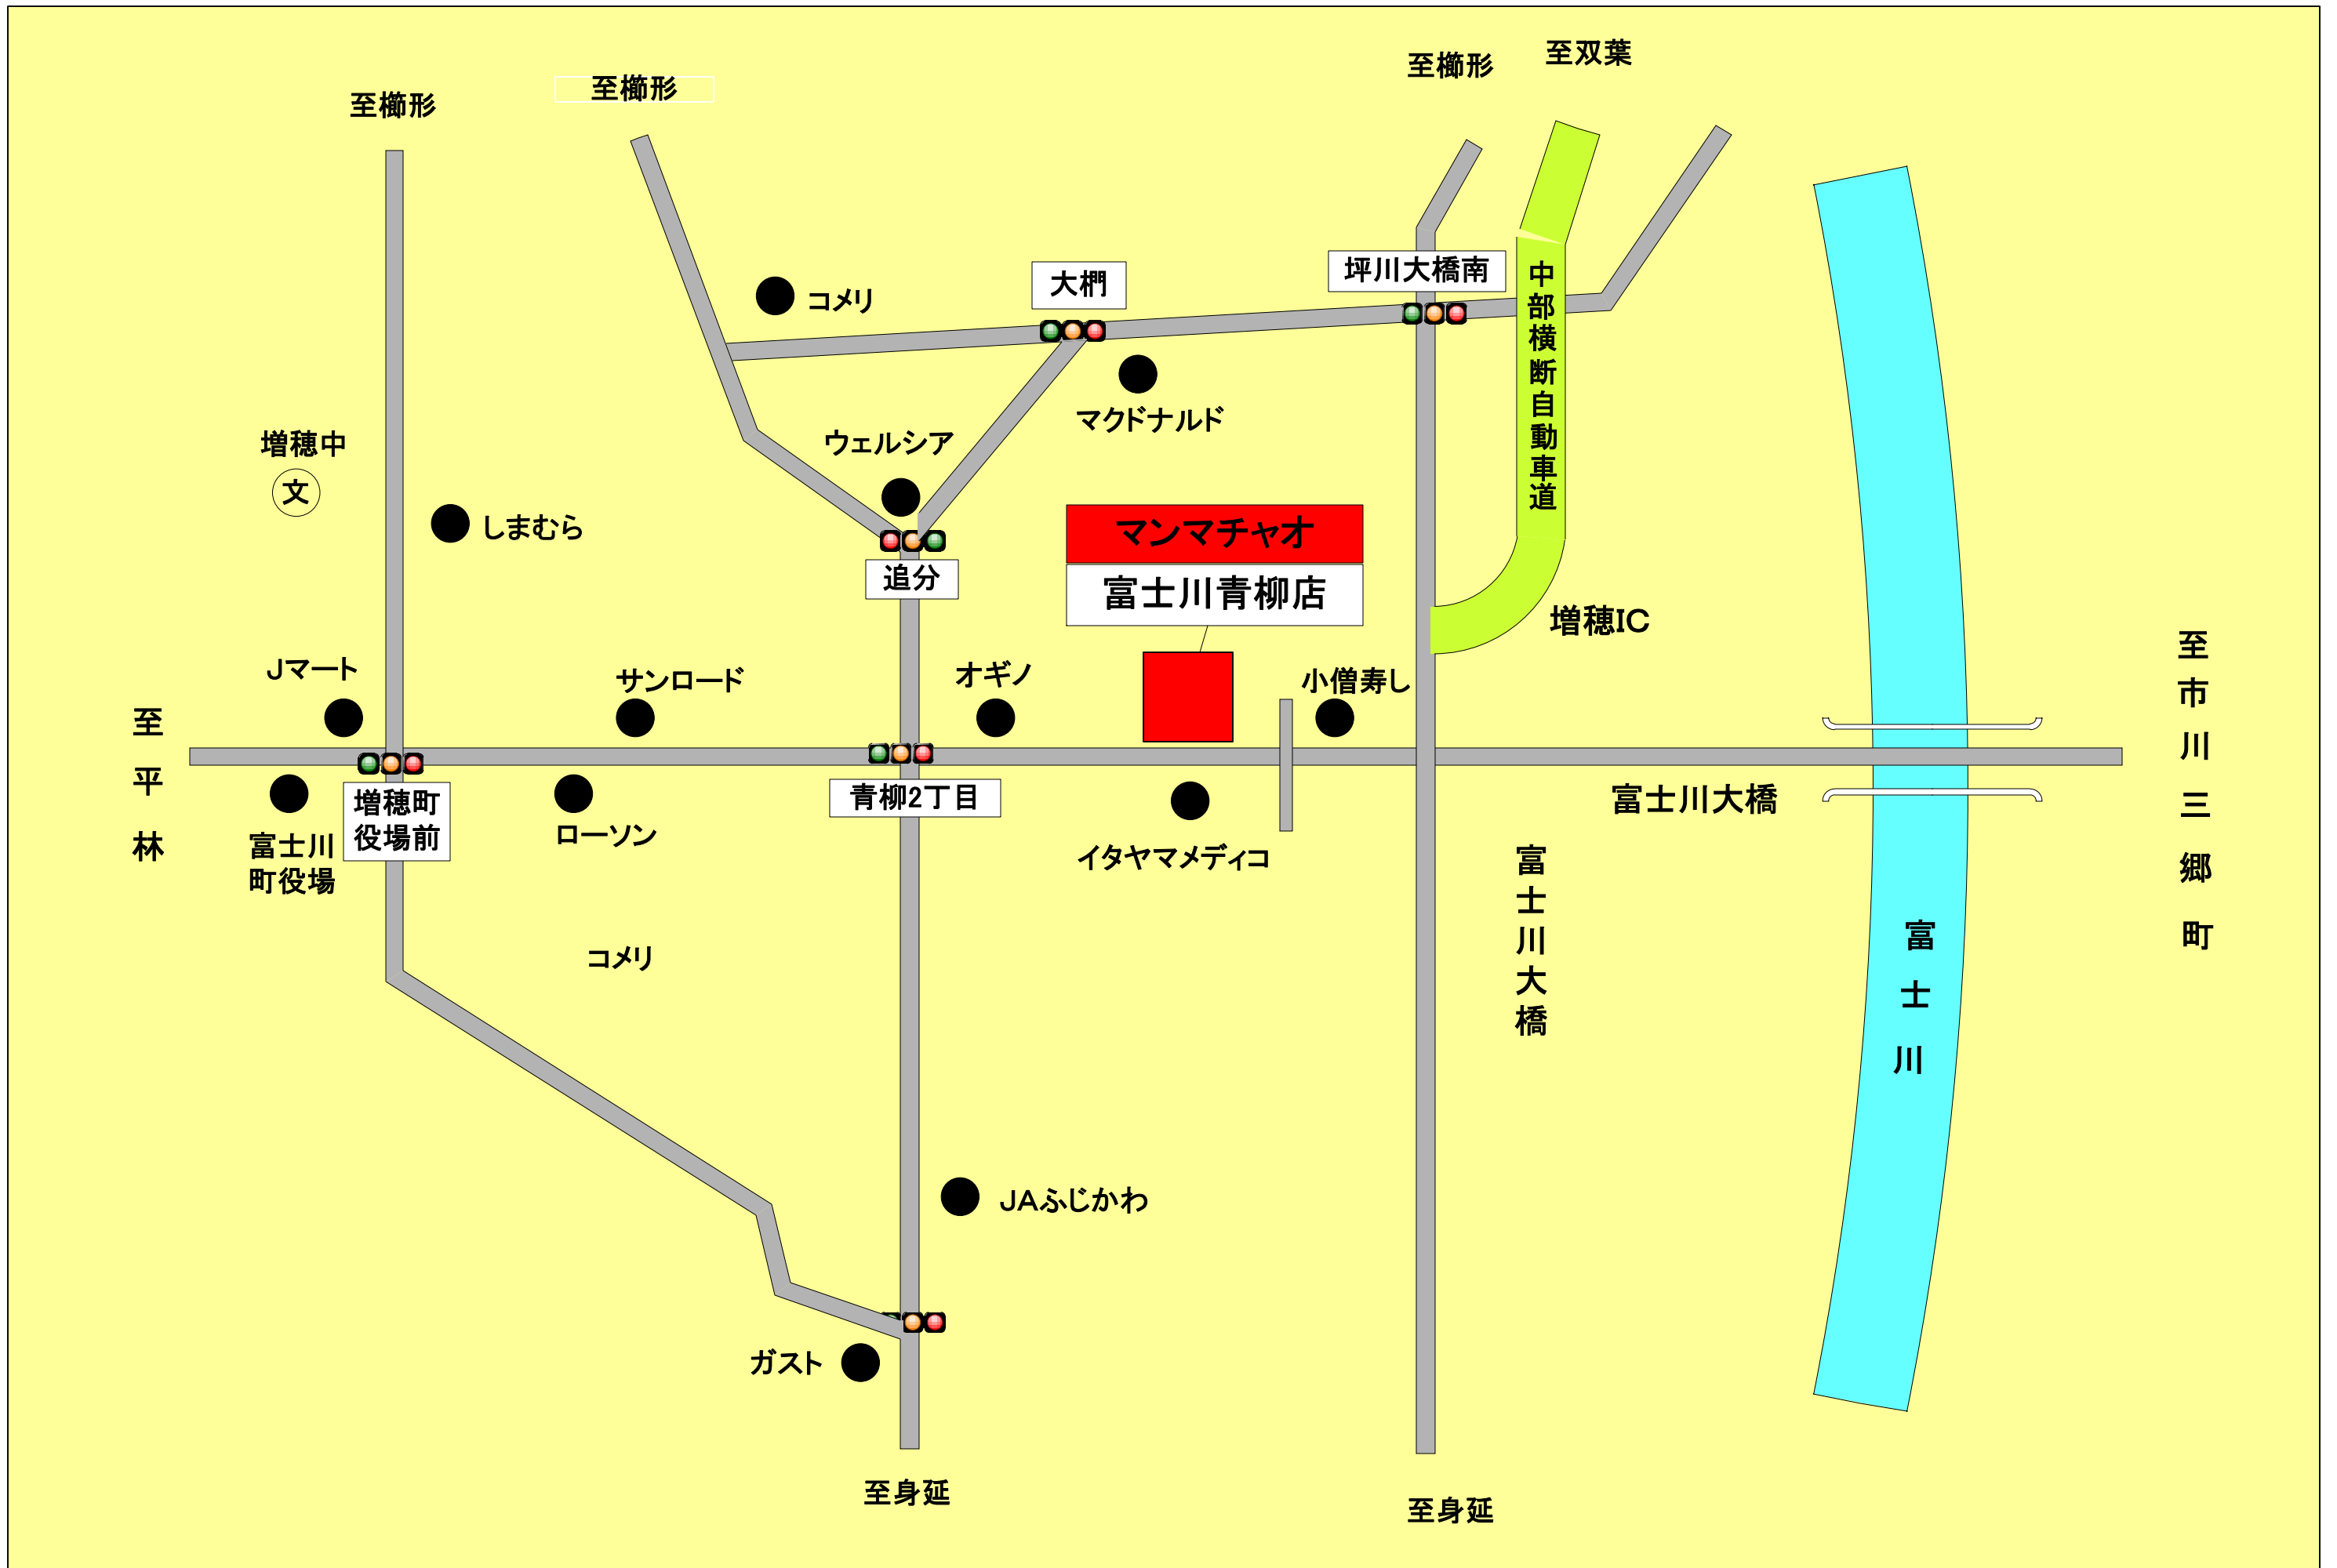 至櫛形
至櫛形
至櫛形
至双葉
コメリ
大椚
坪川大橋南
中部横断自動車道
マクドナルド
増穂中
文
しまむら
ウェルシア
追分
マンマチャオ
富士川青柳店
増穂IC
至平林
Jマート
サンロード
オギノ
小僧寿し
至市川三郷町
富士川
町役場
増穂町
役場前
ローソン
青柳2丁目
イタヤマメディコ
富士川大橋
富士川大橋
富士川
コメリ
JAふじかわ
ガスト
至身延
至身延